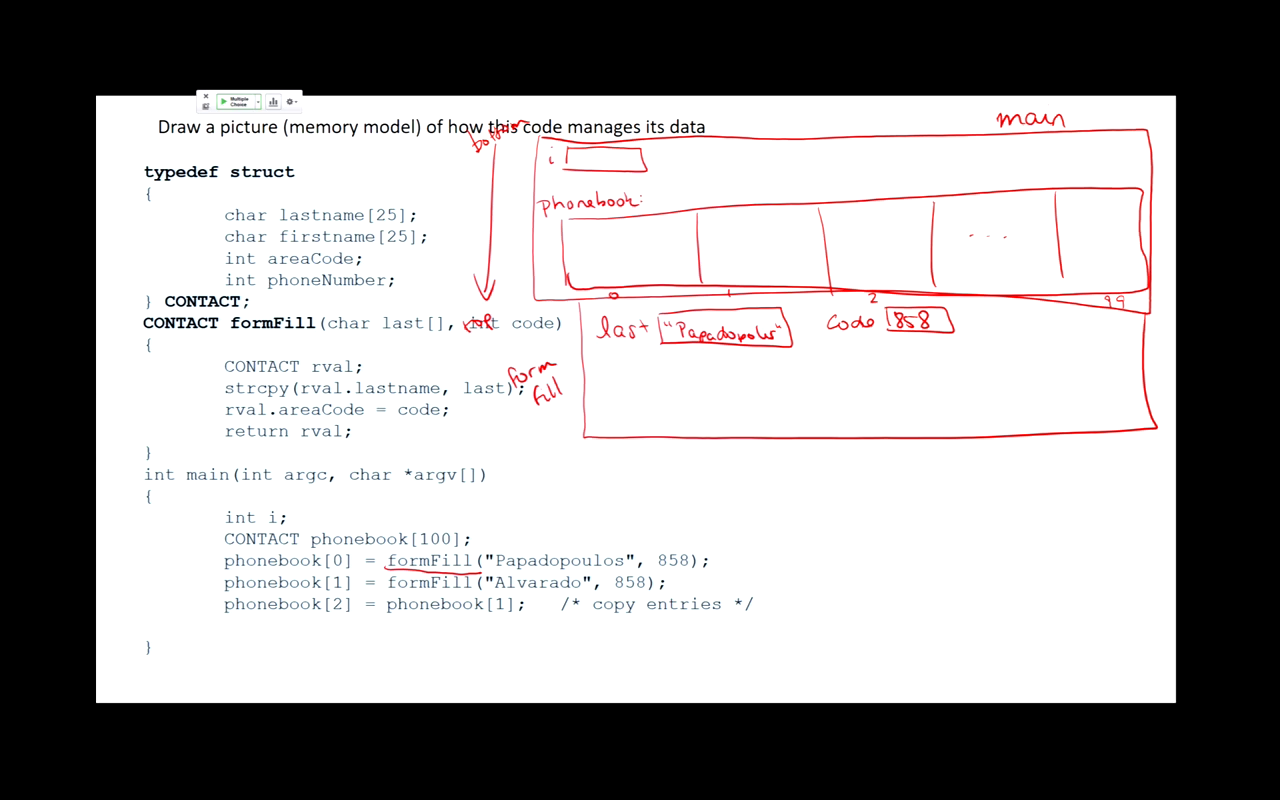 Multiple
Choice
Draw a picture (memory model) of how this code manages its data
main
bottom
i
typedef struct
{
char lastname[25];
char firstname[25];
int areaCode;
int phoneNumber;
} CONTACT;
phonebook:
. . .
0 1 2 99
CONTACT formFill(char last[], int code)
top
last "Papadopoulos" code 858
{
CONTACT rval;
strcpy(rval.lastname, last);
rval.areaCode = code;
return rval;
}
form
fill
int main(int argc, char *argv[])
{
int i;
CONTACT phonebook[100];
phonebook[0] = formFill("Papadopoulos", 858);
phonebook[1] = formFill("Alvarado", 858);
phonebook[2] = phonebook[1]; /* copy entries */
}